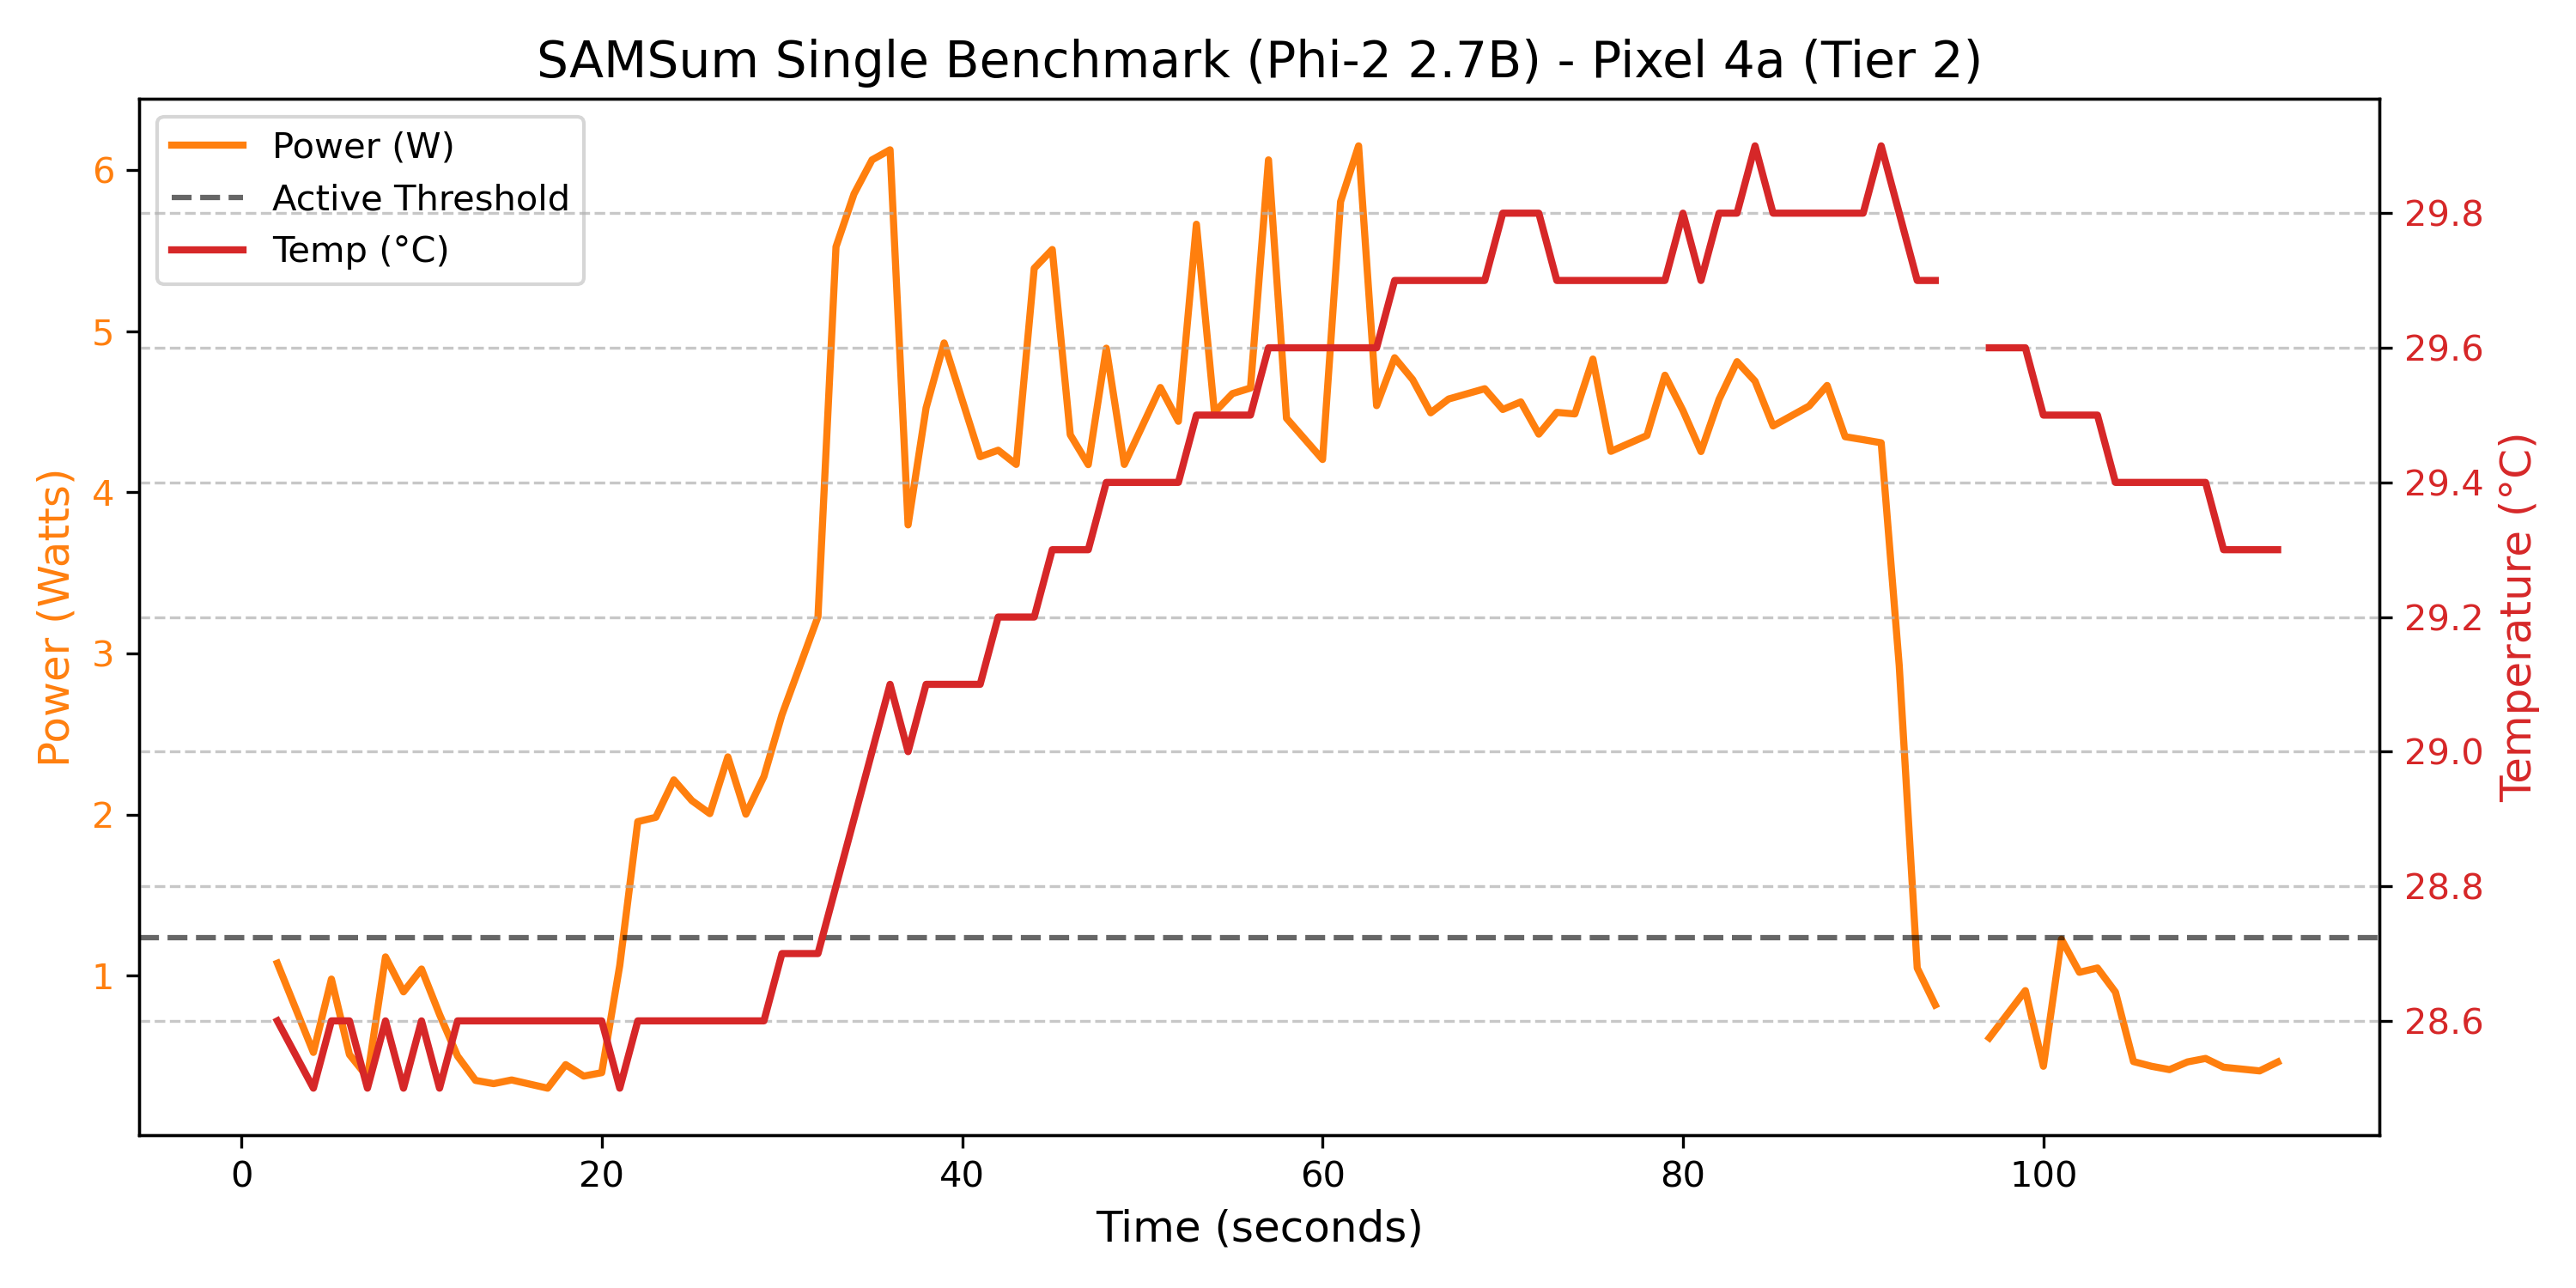 SAMSum Single Benchmark (Phi-2 2.7B) - Pixel 4a (Tier 2)
Power (W)
Active Threshold
Temp (°C)
Power (Watts)
6
5
4
3
2
1
29.8
29.6
29.4
29.2
29.0
28.8
28.6
Temperature (°C)
0 20 40 60 80 100
Time (seconds)